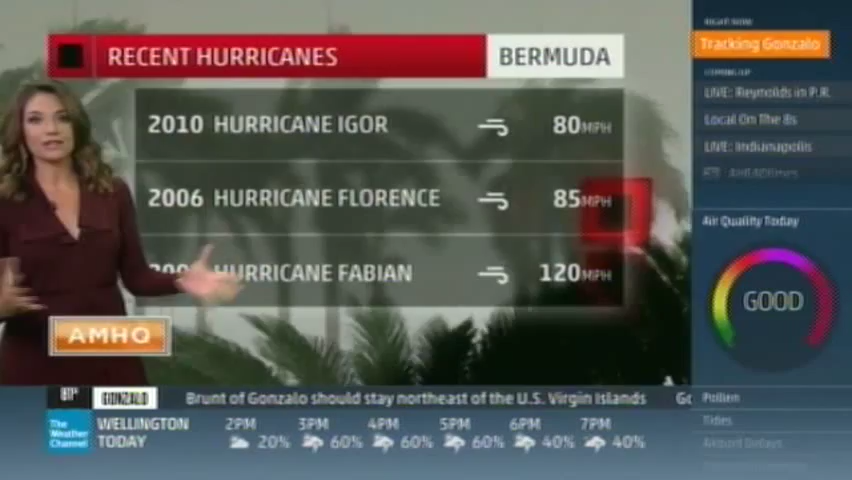 RECENT HURRICANES BERMUDA
2010 HURRICANE IGOR 80MPH
2006 HURRICANE FLORENCE 85MPH
HURRICANE FABIAN 120MPH
AMHQ
RIGHT NOW
Tracking Gonzalo
COMING UP
LIVE: Reynolds in P.R.
Local On The 8s
LIVE: Indianapolis
Air Quality Today
GOOD
Pollen
Tides
Airport Delays
GONZALO Brunt of Gonzalo should stay northeast of the U.S. Virgin Islands
The Weather Channel
WELLINGTON TODAY
2PM 3PM 4PM 5PM 6PM 7PM
20% 60% 60% 60% 40% 40%